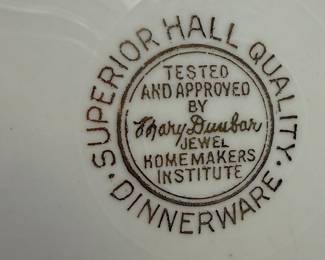 · SUPERIOR HALL QUALITY ·
DINNERWARE
TESTED
AND APPROVED
BY
Mary Dunbar
JEWEL
HOMEMAKERS
INSTITUTE